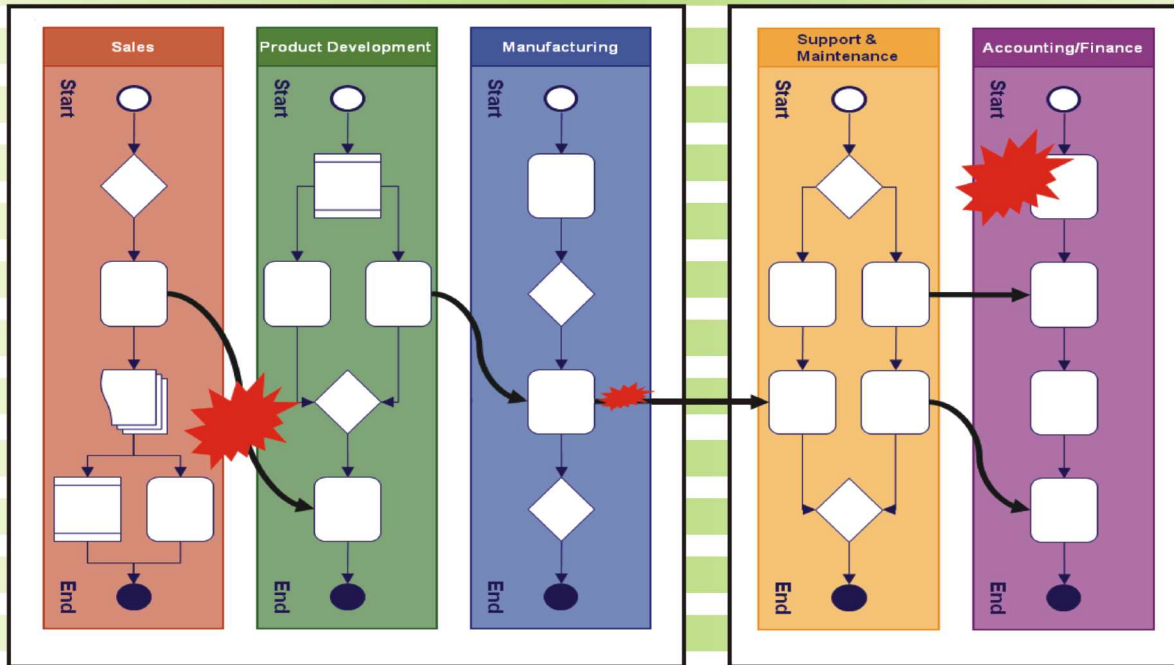 Sales
Product Development
Manufacturing
Support &
Maintenance
Accounting/Finance
Start
Start
Start
Start
Start
End
End
End
End
End